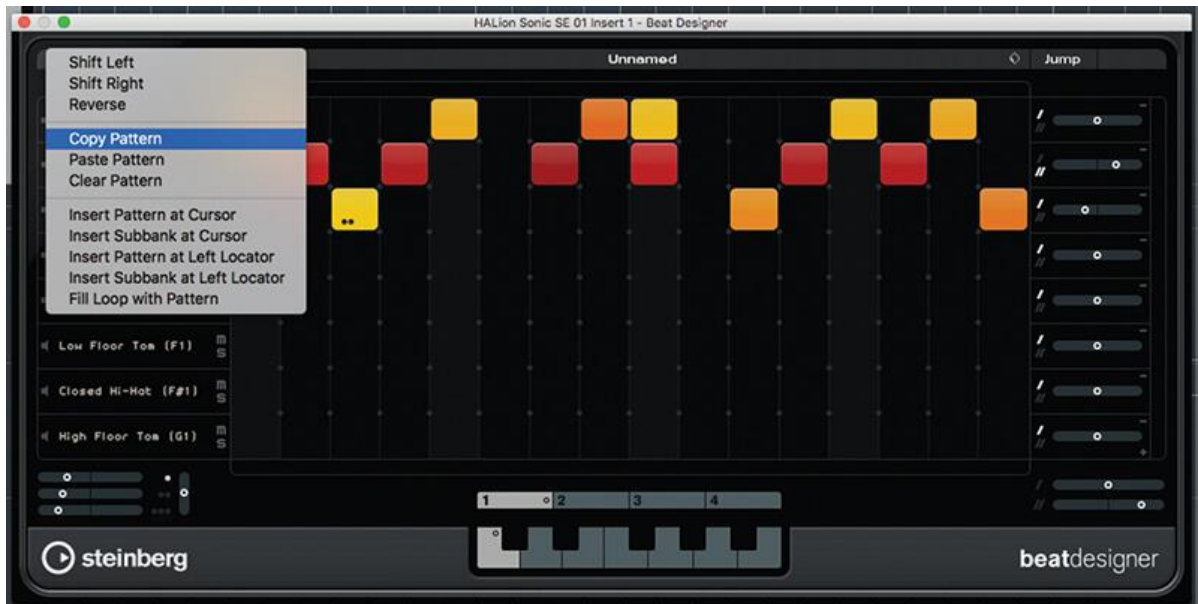 HALion Sonic SE 01 Insert 1 - Beat Designer
Unnamed
Jump
Shift Left
Shift Right
Reverse
Copy Pattern
Paste Pattern
Clear Pattern
Insert Pattern at Cursor
Insert Subbank at Cursor
Insert Pattern at Left Locator
Insert Subbank at Left Locator
Fill Loop with Pattern
Low Floor Tom (F1) m S
Closed Hi-Hat (F#1) m S
High Floor Tom (G1) m S
1 2 3 4
steinberg
beatdesigner